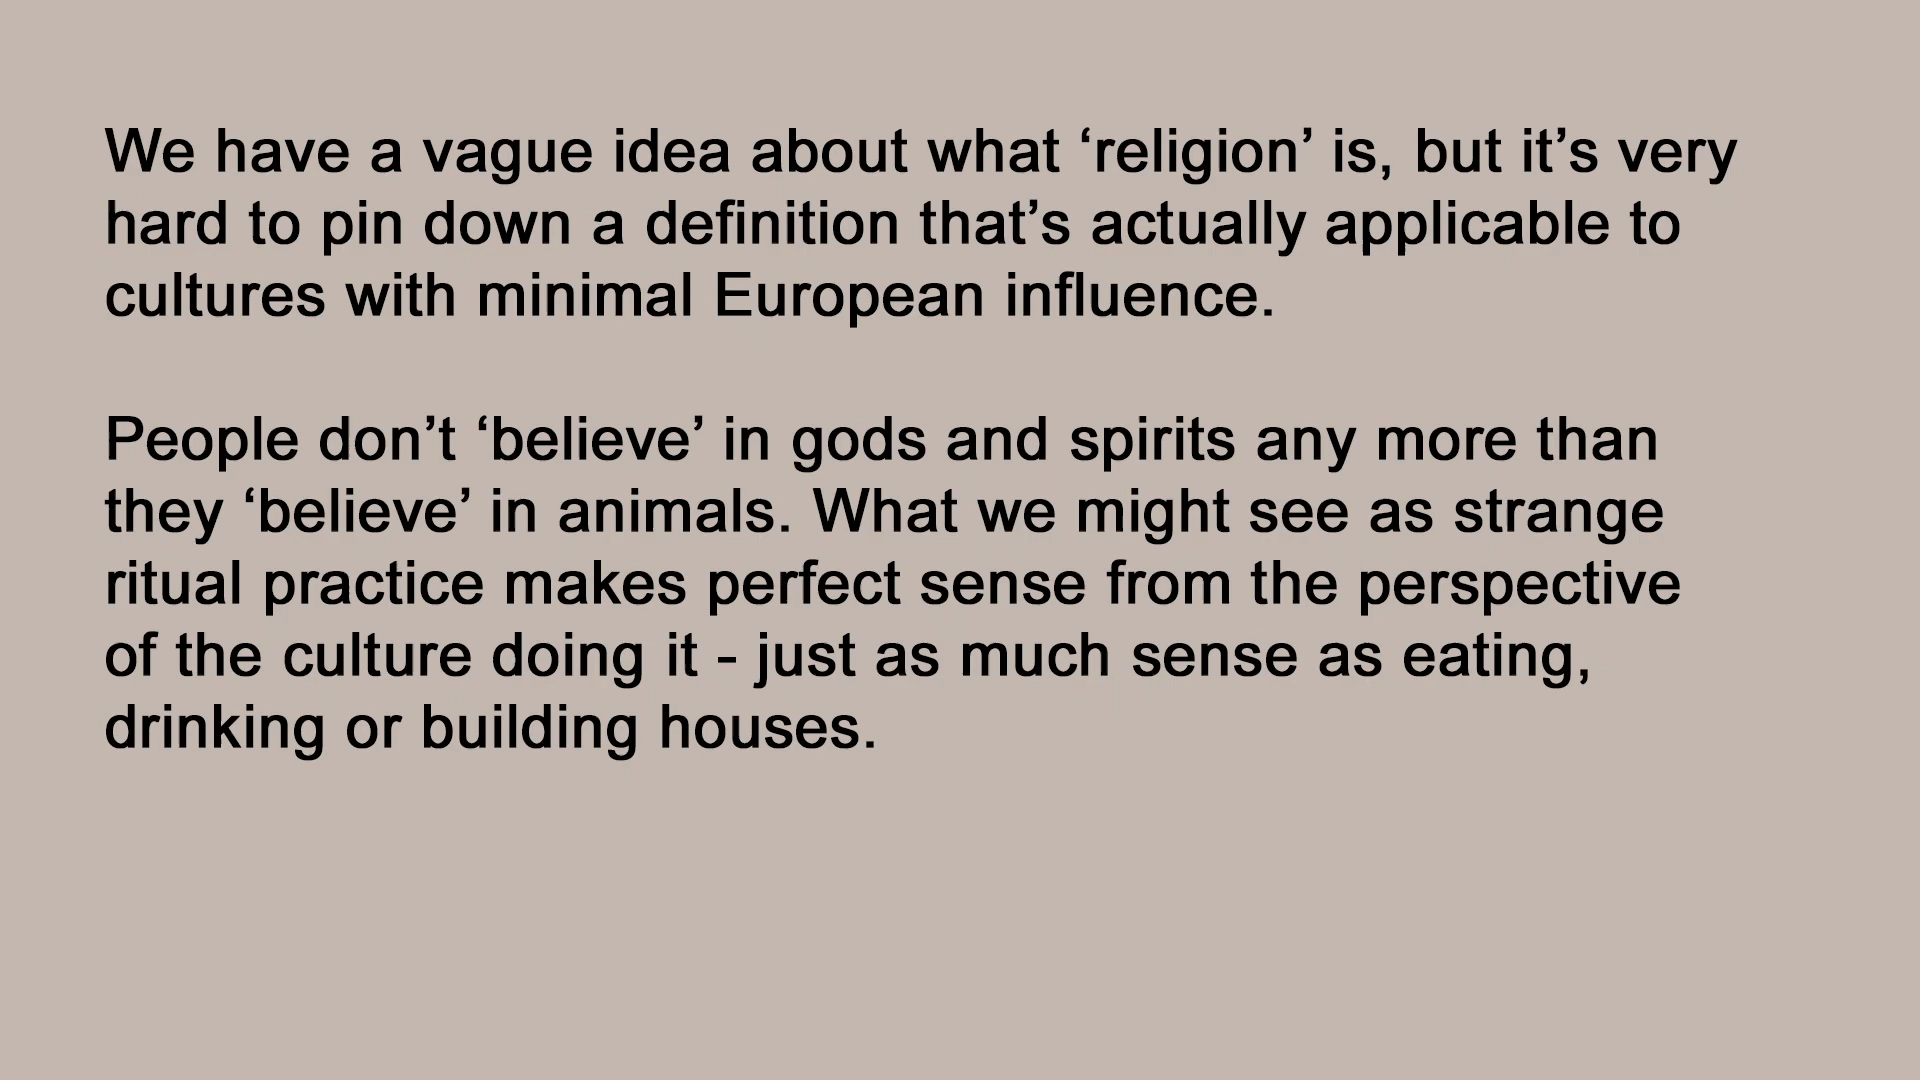 We have a vague idea about what ‘religion’ is, but it’s very
hard to pin down a definition that’s actually applicable to
cultures with minimal European influence.
People don’t ‘believe’ in gods and spirits any more than
they ‘believe’ in animals. What we might see as strange
ritual practice makes perfect sense from the perspective
of the culture doing it - just as much sense as eating,
drinking or building houses.